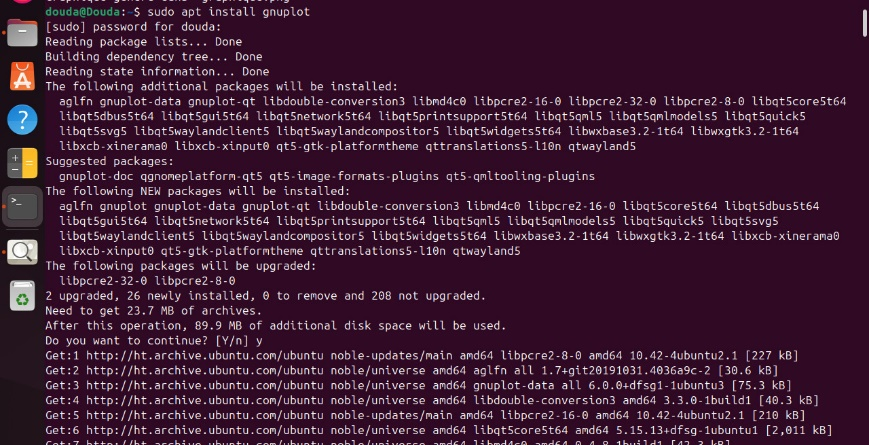 douda@Douda:~$ sudo apt install gnuplot
[sudo] password for douda:
Reading package lists... Done
Building dependency tree... Done
Reading state information... Done
The following additional packages will be installed:
  aglfn gnuplot-data gnuplot-qt libdouble-conversion3 libmd4c0 libpcre2-16-0 libpcre2-32-0 libpcre2-8-0 libqt5core5t64
  libqt5dbus5t64 libqt5gui5t64 libqt5network5t64 libqt5printsupport5t64 libqt5qml5 libqt5qmlmodels5 libqt5quick5
  libqt5svg5 libqt5waylandclient5 libqt5waylandcompositor5 libqt5widgets5t64 libwxbase3.2-1t64 libwxgtk3.2-1t64
  libxcb-xinerama0 libxcb-xinput0 qt5-gtk-platformtheme qttranslations5-l10n qtwayland5
Suggested packages:
  gnuplot-doc qgnomeplatform-qt5 qt5-image-formats-plugins qt5-qmltooling-plugins
The following NEW packages will be installed:
  aglfn gnuplot gnuplot-data gnuplot-qt libdouble-conversion3 libmd4c0 libpcre2-16-0 libqt5core5t64 libqt5dbus5t64
  libqt5gui5t64 libqt5network5t64 libqt5printsupport5t64 libqt5qml5 libqt5qmlmodels5 libqt5quick5 libqt5svg5
  libqt5waylandclient5 libqt5waylandcompositor5 libqt5widgets5t64 libwxbase3.2-1t64 libwxgtk3.2-1t64 libxcb-xinerama0
  libxcb-xinput0 qt5-gtk-platformtheme qttranslations5-l10n qtwayland5
The following packages will be upgraded:
  libpcre2-32-0 libpcre2-8-0
2 upgraded, 26 newly installed, 0 to remove and 208 not upgraded.
Need to get 23.7 MB of archives.
After this operation, 89.9 MB of additional disk space will be used.
Do you want to continue? [Y/n] y
Get:1 http://ht.archive.ubuntu.com/ubuntu noble-updates/main amd64 libpcre2-8-0 amd64 10.42-4ubuntu2.1 [227 kB]
Get:2 http://ht.archive.ubuntu.com/ubuntu noble/universe amd64 aglfn all 1.7+git20191031.4036a9c-2 [30.6 kB]
Get:3 http://ht.archive.ubuntu.com/ubuntu noble/universe amd64 gnuplot-data all 6.0.0+dfsg1-1ubuntu3 [75.3 kB]
Get:4 http://ht.archive.ubuntu.com/ubuntu noble/universe amd64 libdouble-conversion3 amd64 3.3.0-1build1 [40.3 kB]
Get:5 http://ht.archive.ubuntu.com/ubuntu noble-updates/main amd64 libpcre2-16-0 amd64 10.42-4ubuntu2.1 [210 kB]
Get:6 http://ht.archive.ubuntu.com/ubuntu noble/universe amd64 libqt5core5t64 amd64 5.15.13+dfsg-1ubuntu1 [2,011 kB]
Get:7 http://ht.archive.ubuntu.com/ubuntu noble/universe amd64 libmd4c0 amd64 0.4.8-1build1 [42.3 kB]